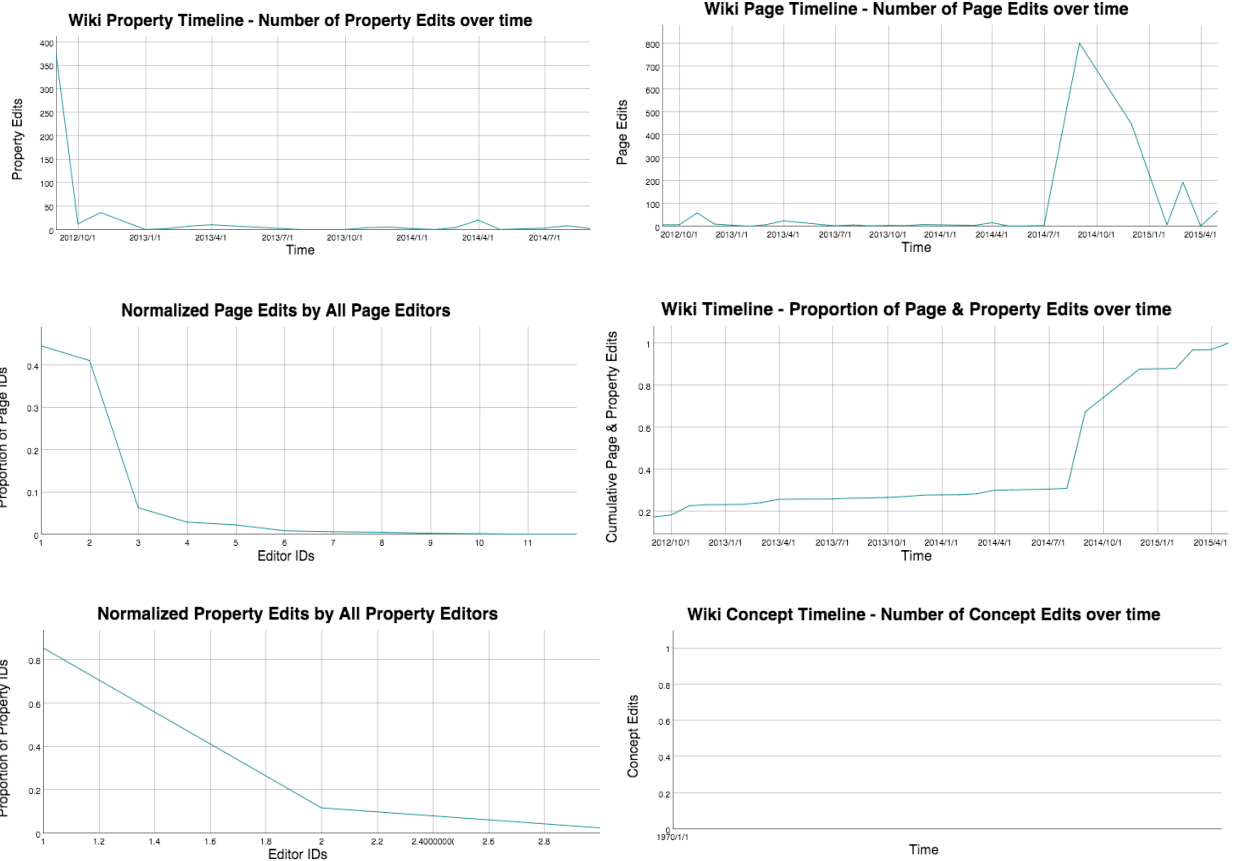 Wiki Property Timeline - Number of Property Edits over time
400
350
300
250
200
150
100
50
0
Property Edits
2012/10/1 2013/1/1 2013/4/1 2013/7/1 2013/10/1 2014/1/1 2014/4/1 2014/7/1
Time
Wiki Page Timeline - Number of Page Edits over time
800
700
600
500
400
300
200
100
0
Page Edits
2012/10/1 2013/1/1 2013/4/1 2013/7/1 2013/10/1 2014/1/1 2014/4/1 2014/7/1 2014/10/1 2015/1/1 2015/4/1
Time
Normalized Page Edits by All Page Editors
0.4
0.3
0.2
0.1
0
Proportion of Page IDs
1 2 3 4 5 6 7 8 9 10 11
Editor IDs
Wiki Timeline - Proportion of Page & Property Edits over time
1
0.8
0.6
0.4
0.2
Cumulative Page & Property Edits
2012/10/1 2013/1/1 2013/4/1 2013/7/1 2013/10/1 2014/1/1 2014/4/1 2014/7/1 2014/10/1 2015/1/1 2015/4/1
Time
Normalized Property Edits by All Property Editors
0.8
0.6
0.4
0.2
0
Proportion of Property IDs
1 1.2 1.4 1.6 1.8 2 2.2 2.4000000( 2.6 2.8
Editor IDs
Wiki Concept Timeline - Number of Concept Edits over time
1
0.8
0.6
0.4
0.2
0
Concept Edits
1970/1/1
Time